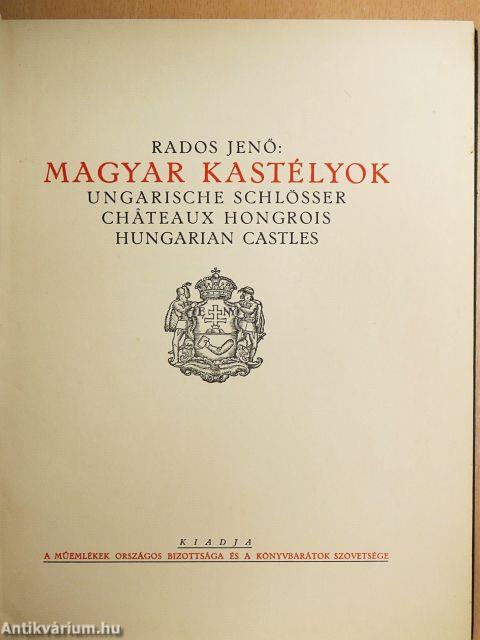 RADOS JENŐ:
MAGYAR KASTÉLYOK
UNGARISCHE SCHLÖSSER
CHÂTEAUX HONGROIS
HUNGARIAN CASTLES
E NY
KIADJA
A MŰEMLÉKEK ORSZÁGOS BIZOTTSÁGA ÉS A KÖNYVBARÁTOK SZÖVETSÉGE
Antikvárium.hu